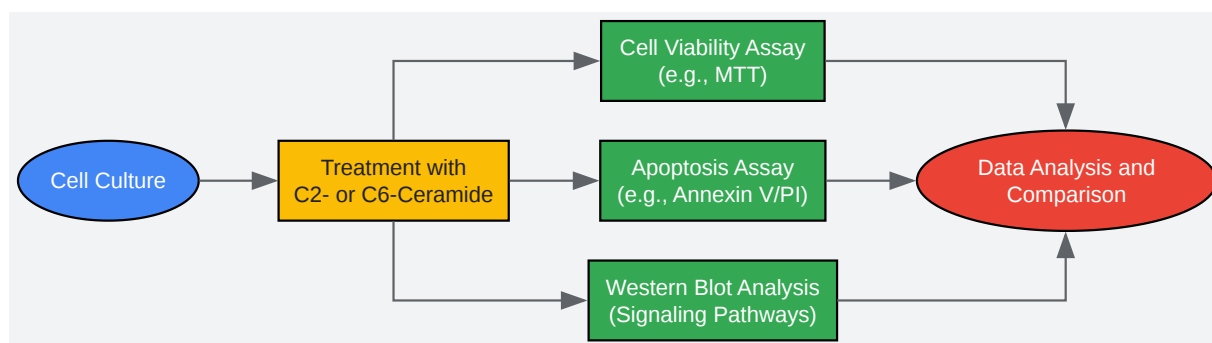 Cell Culture
Treatment with
C2- or C6-Ceramide
Cell Viability Assay
(e.g., MTT)
Apoptosis Assay
(e.g., Annexin V/PI)
Western Blot Analysis
(Signaling Pathways)
Data Analysis and
Comparison